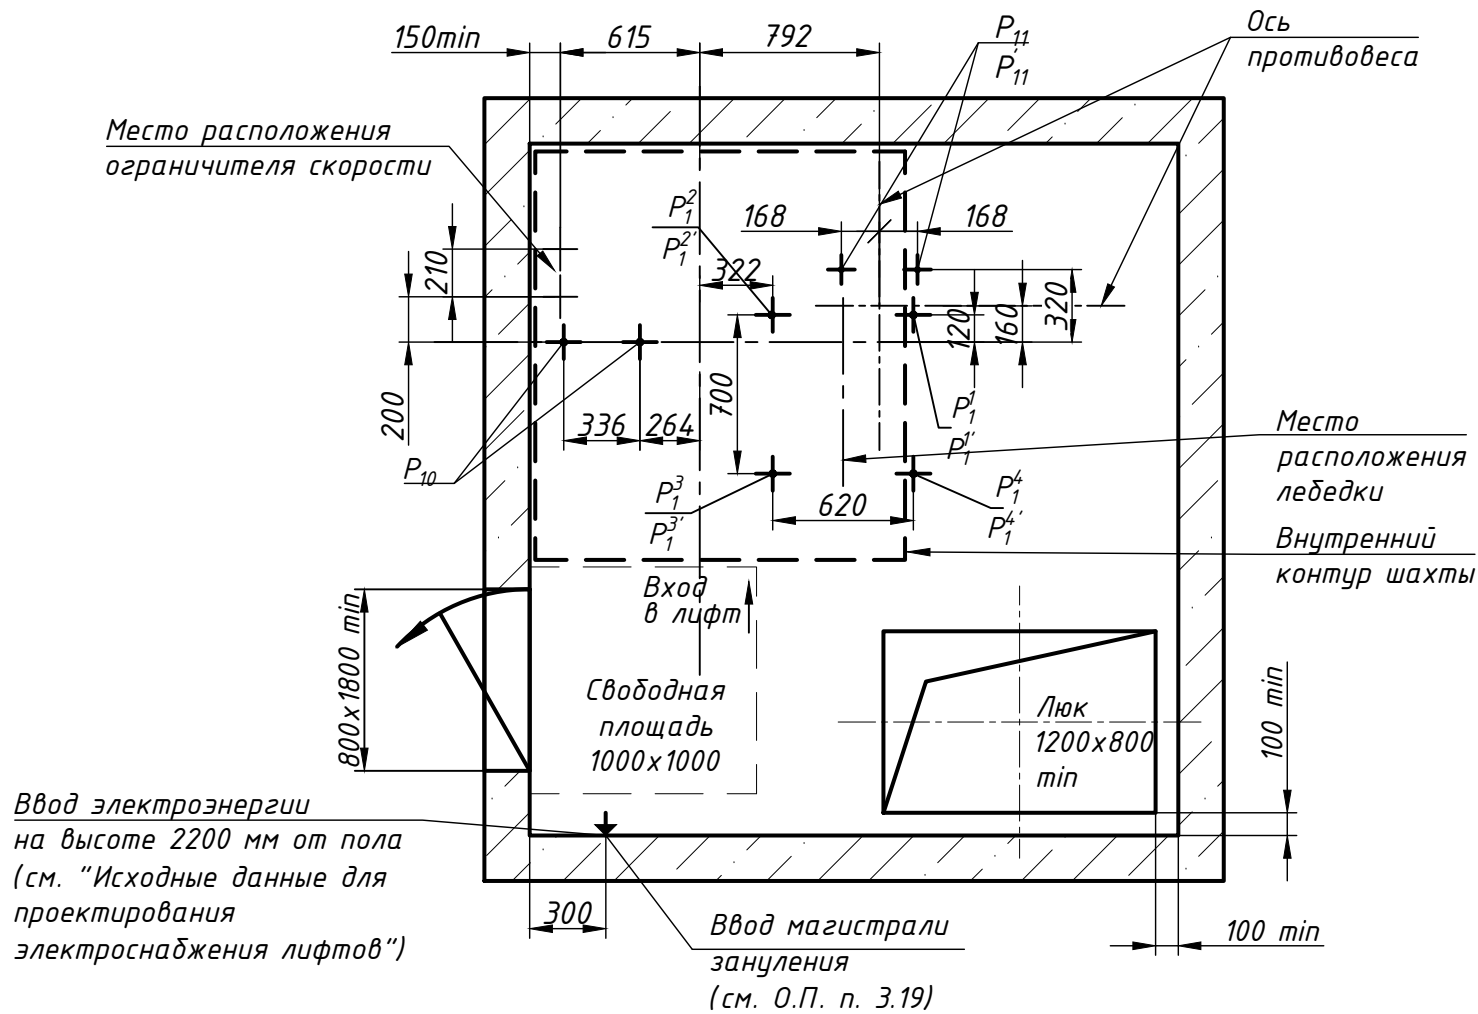 150min
615
792
P₁₁
P'₁₁
Ось
противовеса
Место расположения
ограничителя скорости
P₁²
P₁²'
168
168
322
210
200
320
120
160
700
336
264
P₁₀
P₁¹
P₁¹'
Место
расположения
лебедки
P₁³
P₁³'
620
P₁⁴
P₁⁴'
Внутренний
контур шахты
Вход
в лифт
800х1800 min
Свободная
площадь
1000х1000
Люк
1200х800
min
100 min
Ввод электроэнергии
на высоте 2200 мм от пола
(см. "Исходные данные для
проектирования
электроснабжения лифтов")
300
Ввод магистрали
зануления
(см. О.П. п. 3.19)
100 min